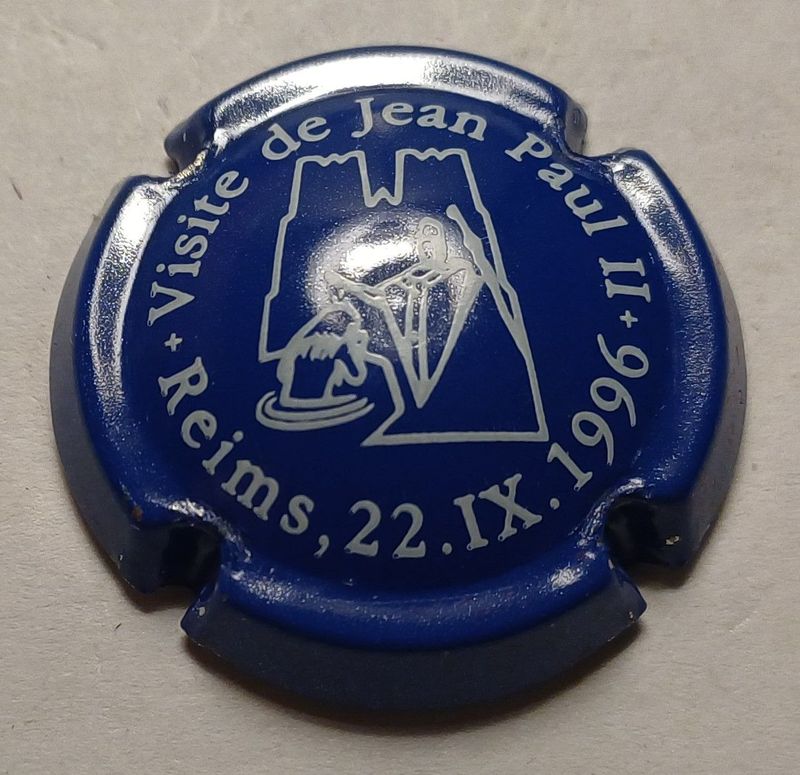 + Visite de Jean Paul II +
Reims, 22.IX.1996